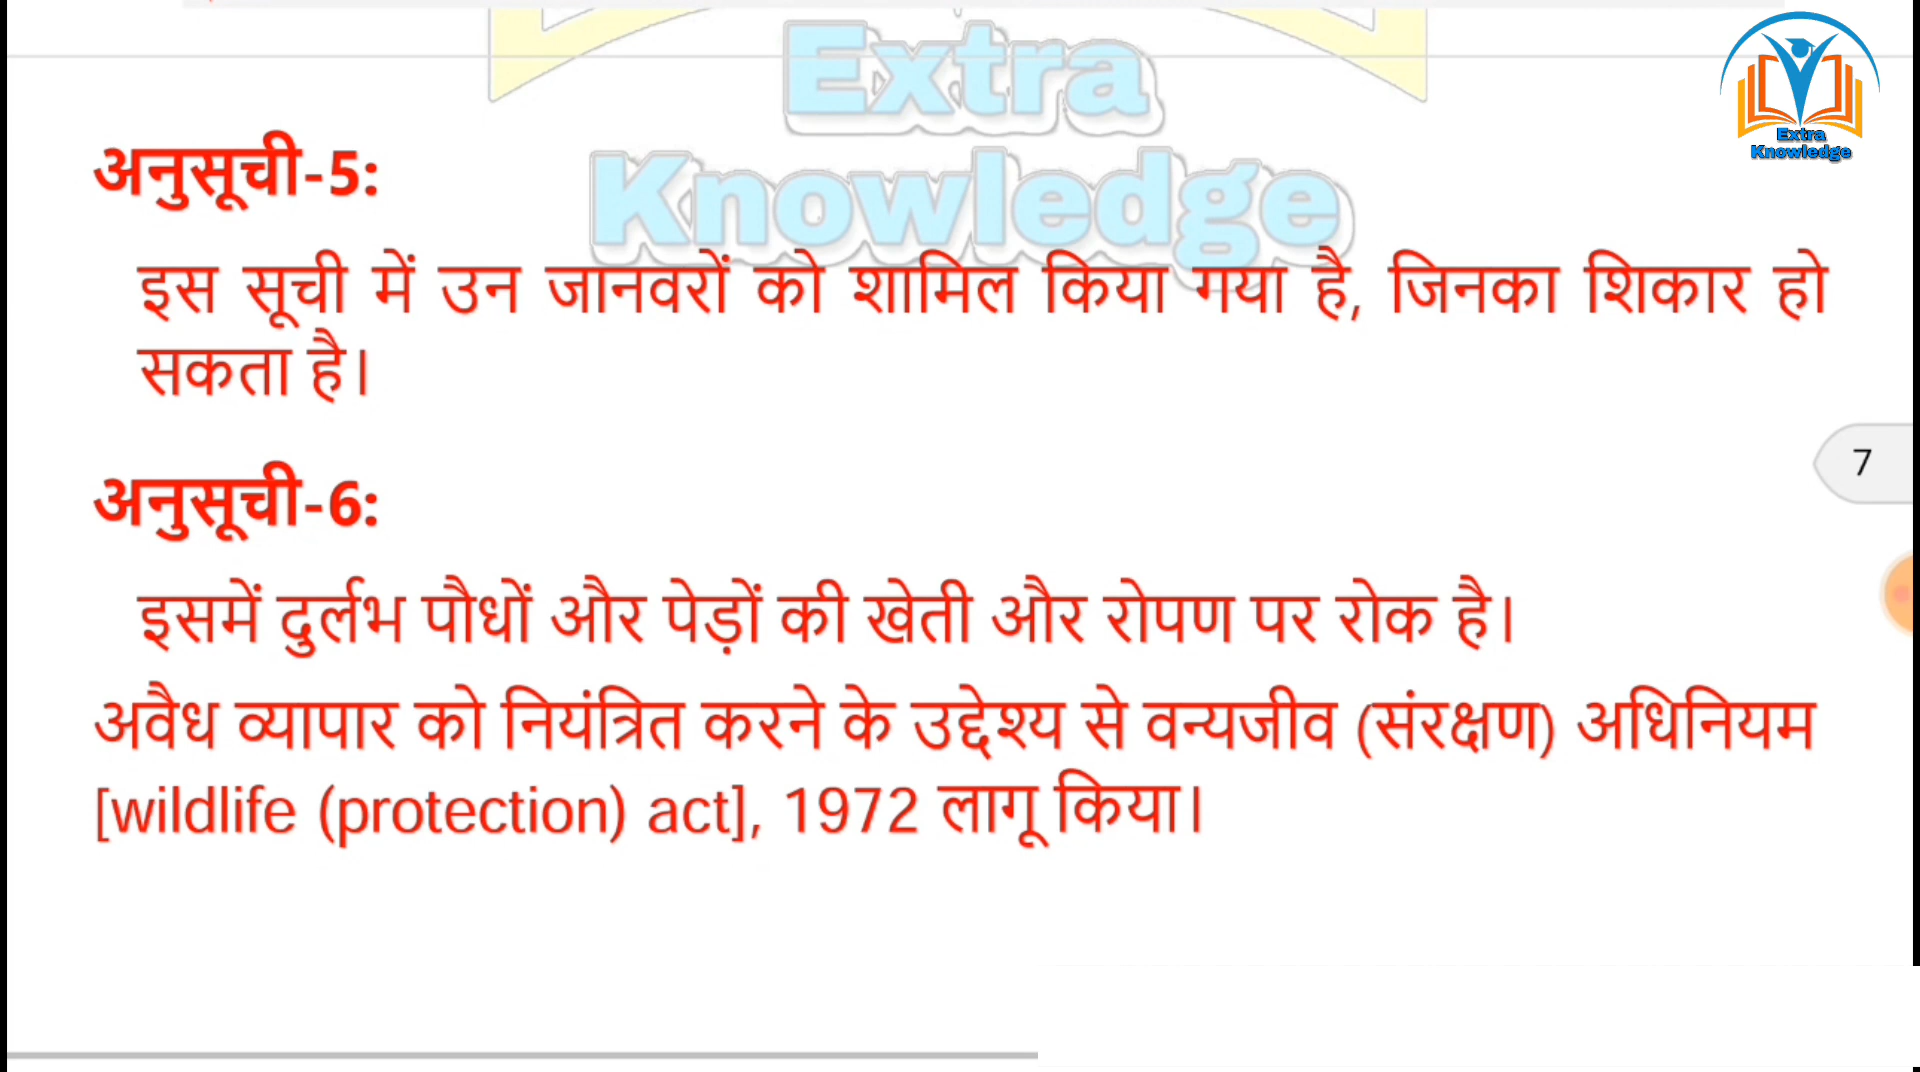 Extra
Knowledge
Extra
Knowledge
अनुसूची-5:
इस सूची में उन जानवरों को शामिल किया गया है, जिनका शिकार हो
सकता है।
7
अनुसूची-6:
इसमें दुर्लभ पौधों और पेड़ों की खेती और रोपण पर रोक है।
अवैध व्यापार को नियंत्रित करने के उद्देश्य से वन्यजीव (संरक्षण) अधिनियम
[wildlife (protection) act], 1972 लागू किया।